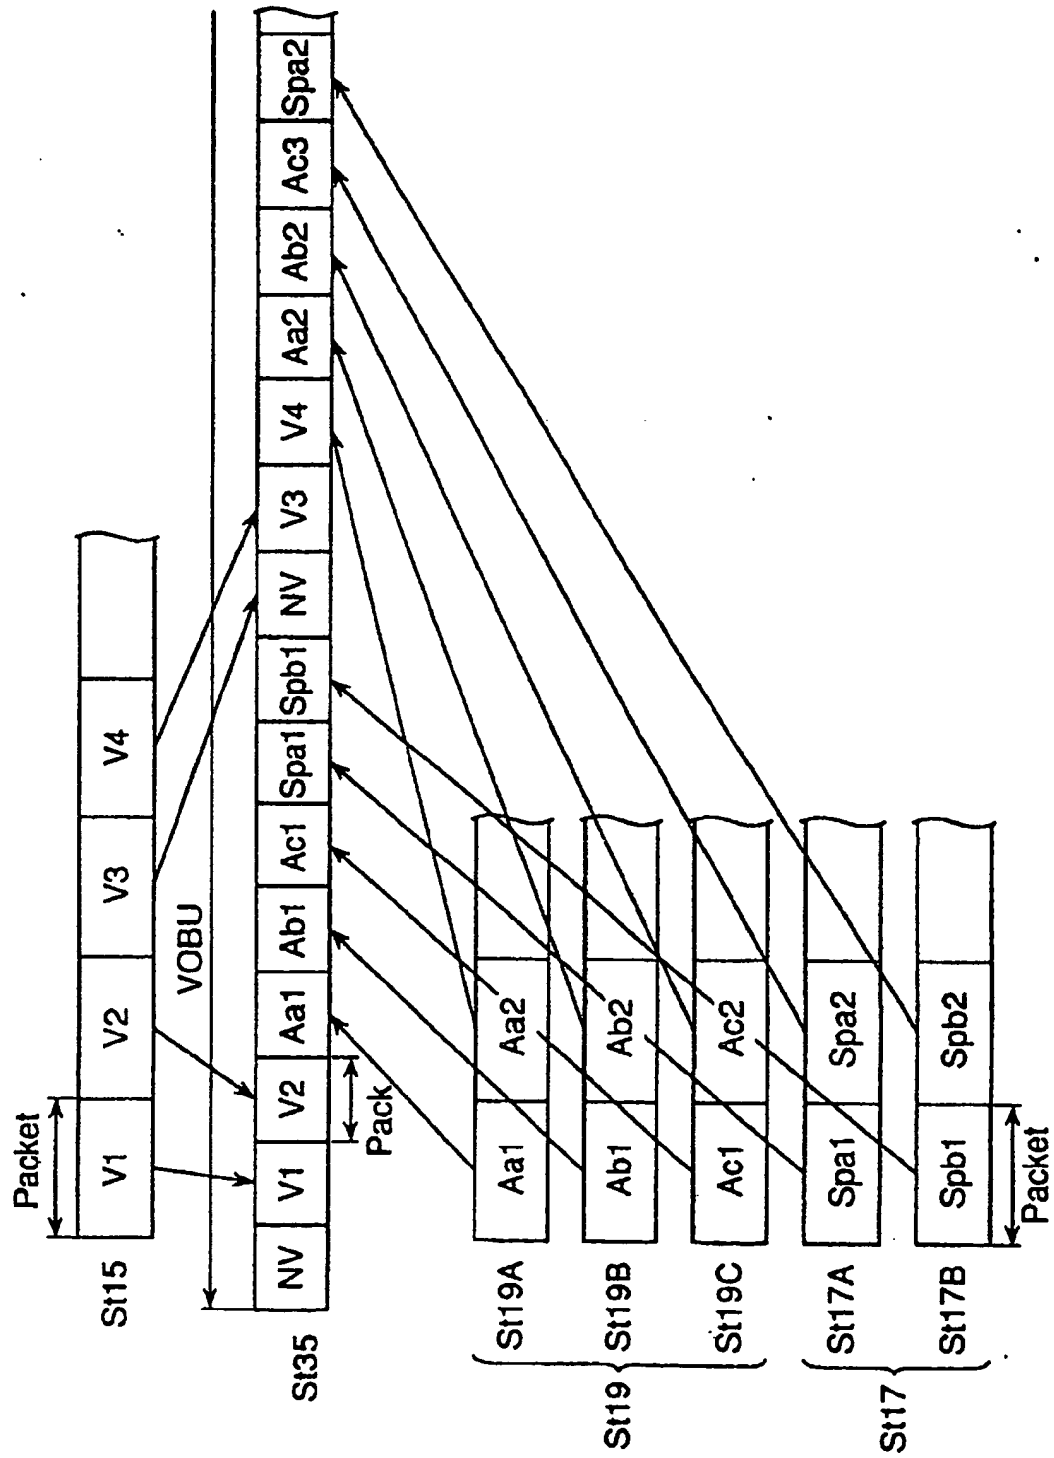 Packet
St15
V1
V2
V3
V4
VOBU
St35
NV
V1
V2
Aa1
Ab1
Ac1
Spa1
Spb1
NV
V3
V4
Aa2
Ab2
Ac3
Spa2
Pack
St19
St19A
Aa1
Aa2
St19B
Ab1
Ab2
St19C
Ac1
Ac2
St17
St17A
Spa1
Spa2
St17B
Spb1
Spb2
Packet